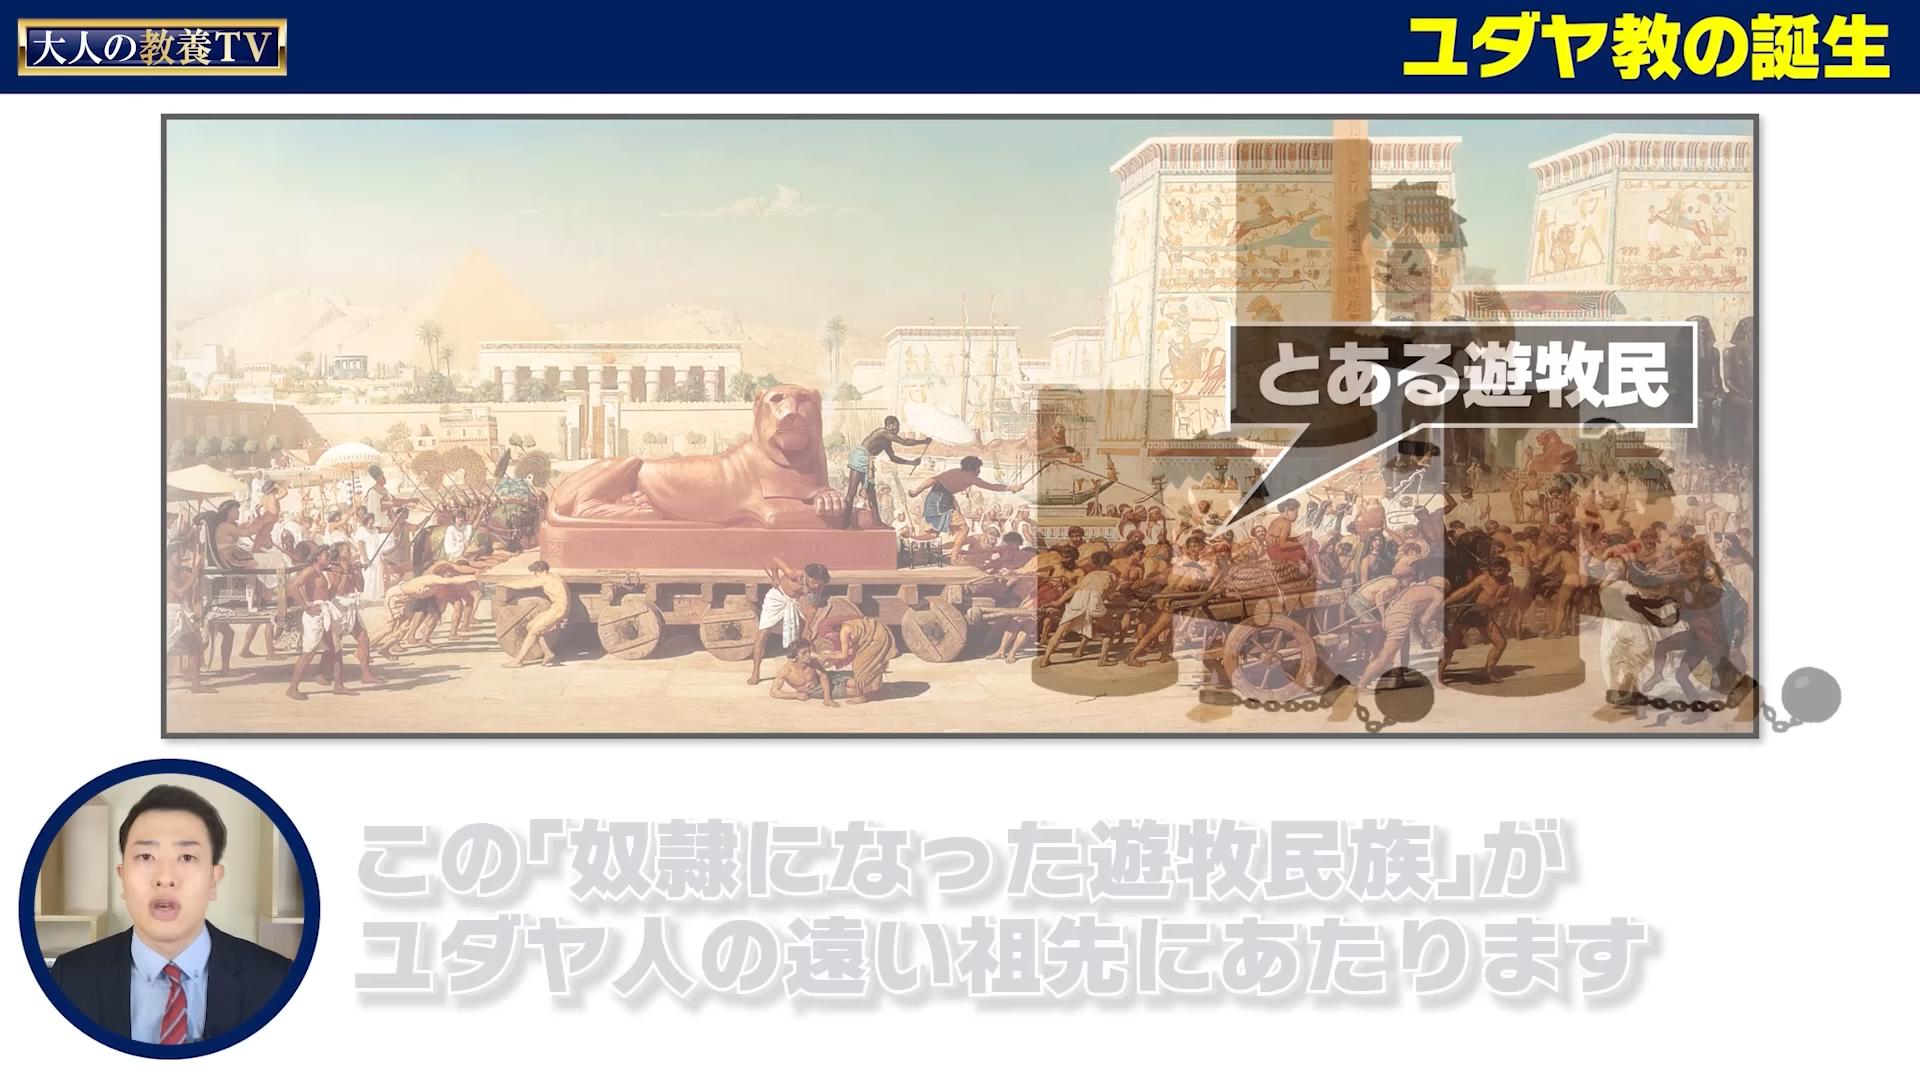 大人の教養TV
ユダヤ教の誕生
とある遊牧民
この「奴隷になった遊牧民族」が
ユダヤ人の遠い祖先にあたります